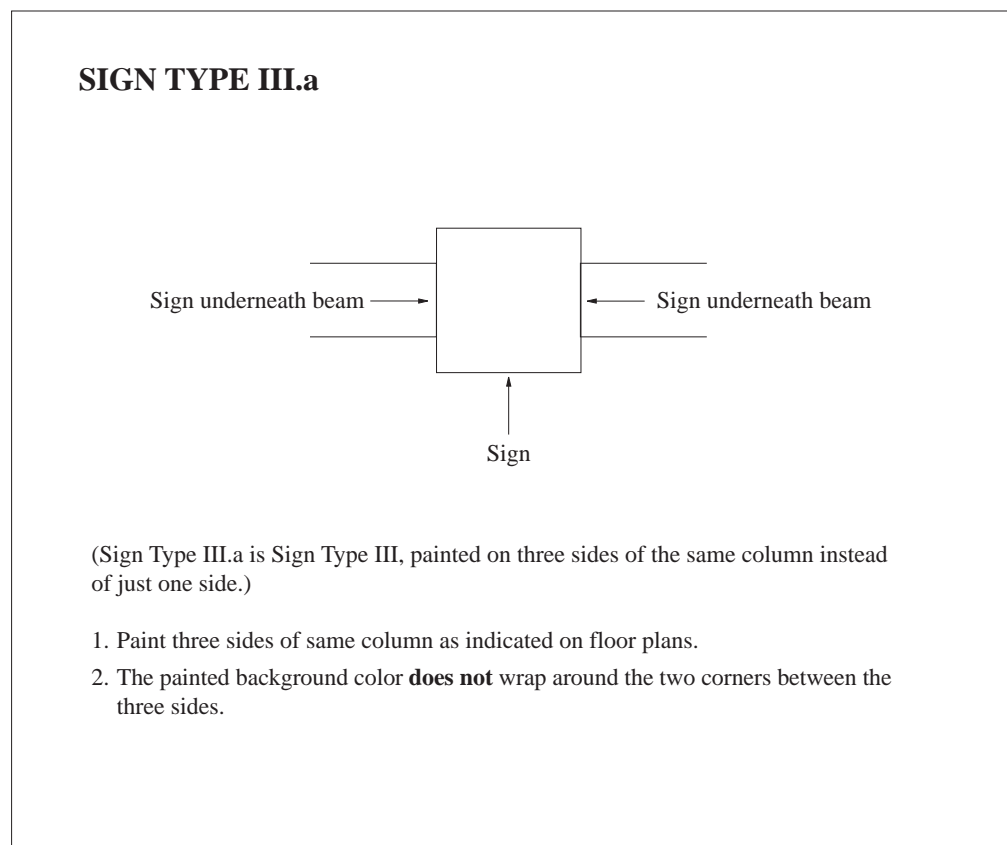 SIGN TYPE III.a
Sign underneath beam
Sign underneath beam
Sign
(Sign Type III.a is Sign Type III, painted on three sides of the same column instead
of just one side.)
1. Paint three sides of same column as indicated on floor plans.
2. The painted background color does not wrap around the two corners between the
three sides.